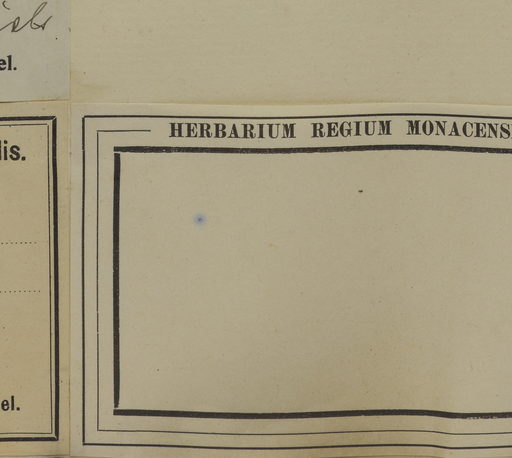 el.
lis.
HERBARIUM REGIUM MONACENS
el.